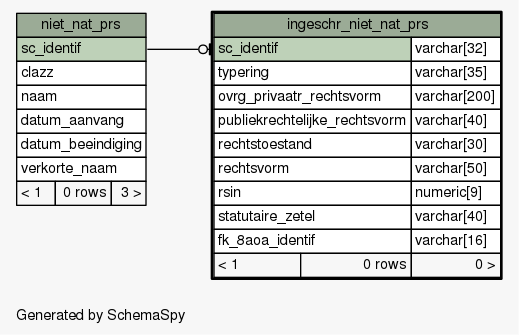 niet_nat_prs
sc_identif
clazz
naam
datum_aanvang
datum_beeindiging
verkorte_naam
< 1 0 rows 3 >
ingeschr_niet_nat_prs
sc_identif varchar[32]
typering varchar[35]
ovrg_privaatr_rechtsvorm varchar[200]
publiekrechtelijke_rechtsvorm varchar[40]
rechtstoestand varchar[30]
rechtsvorm varchar[50]
rsin numeric[9]
statutaire_zetel varchar[40]
fk_8aoa_identif varchar[16]
< 1 0 rows 0 >
Generated by SchemaSpy